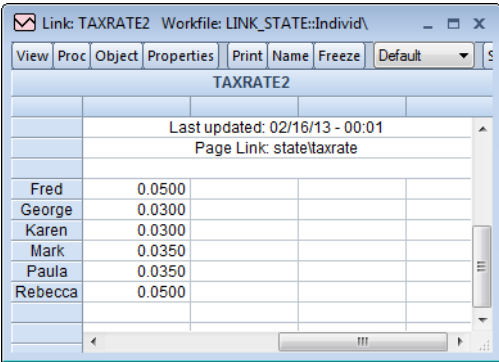 Link: TAXRATE2 Workfile: LINK_STATE::Individ\
View Proc Object Properties Print Name Freeze Default
TAXRATE2
Last updated: 02/16/13 - 00:01
Page Link: state\taxrate
Fred 0.0500
George 0.0300
Karen 0.0300
Mark 0.0350
Paula 0.0350
Rebecca 0.0500